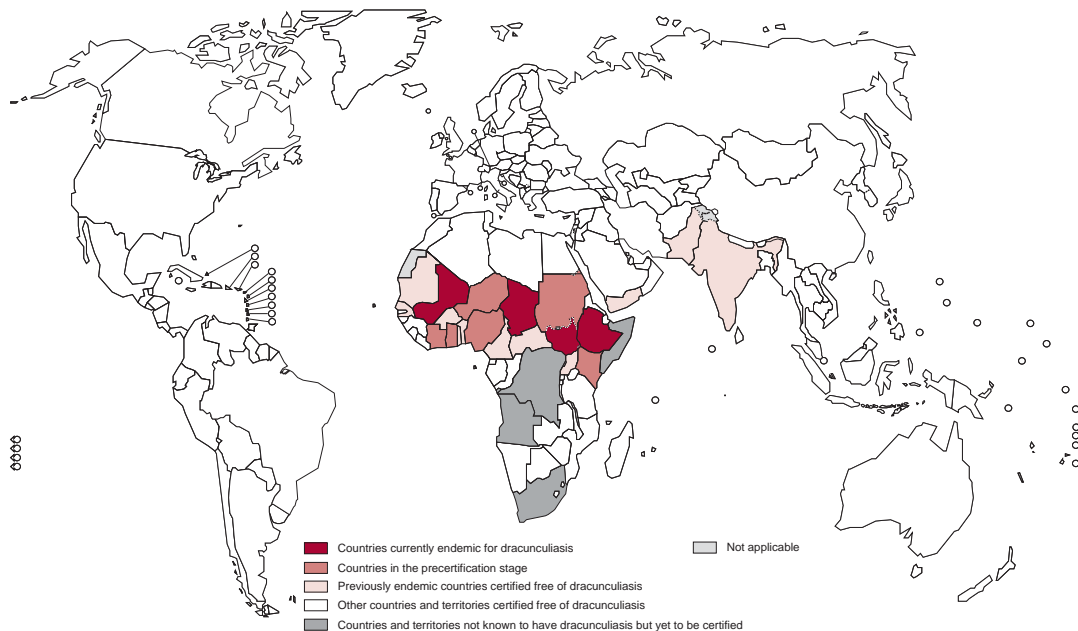 Countries currently endemic for dracunculiasis
Not applicable
Countries in the precertification stage
Previously endemic countries certified free of dracunculiasis
Other countries and territories certified free of dracunculiasis
Countries and territories not known to have dracunculiasis but yet to be certified